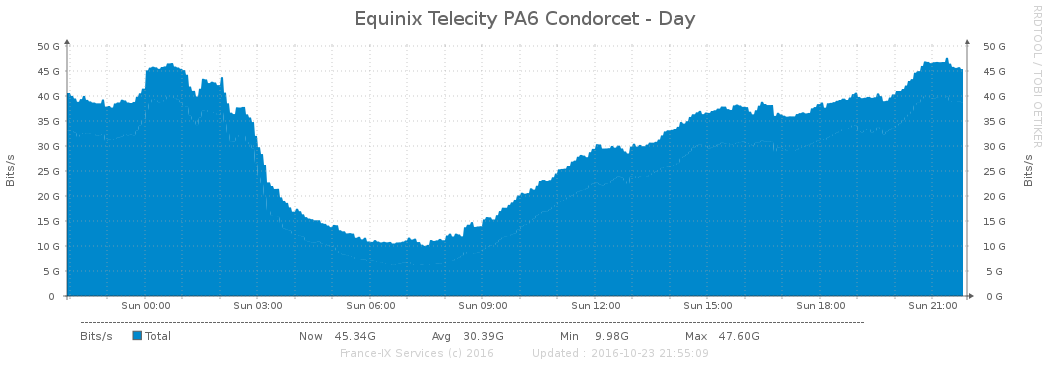 Equinix Telecity PA6 Condorcet - Day
RRDTOOL / TOBI OETIKER
50 G 50 G
45 G 45 G
40 G 40 G
35 G 35 G
30 G 30 G
25 G 25 G
20 G 20 G
15 G 15 G
10 G 10 G
5 G 5 G
0 0 G
Bits/s
Bits/s
Sun 00:00 Sun 03:00 Sun 06:00 Sun 09:00 Sun 12:00 Sun 15:00 Sun 18:00 Sun 21:00
Bits/s Total Now 45.34G Avg 30.39G Min 9.98G Max 47.60G
France-IX Services (c) 2016 Updated : 2016-10-23 21:55:09